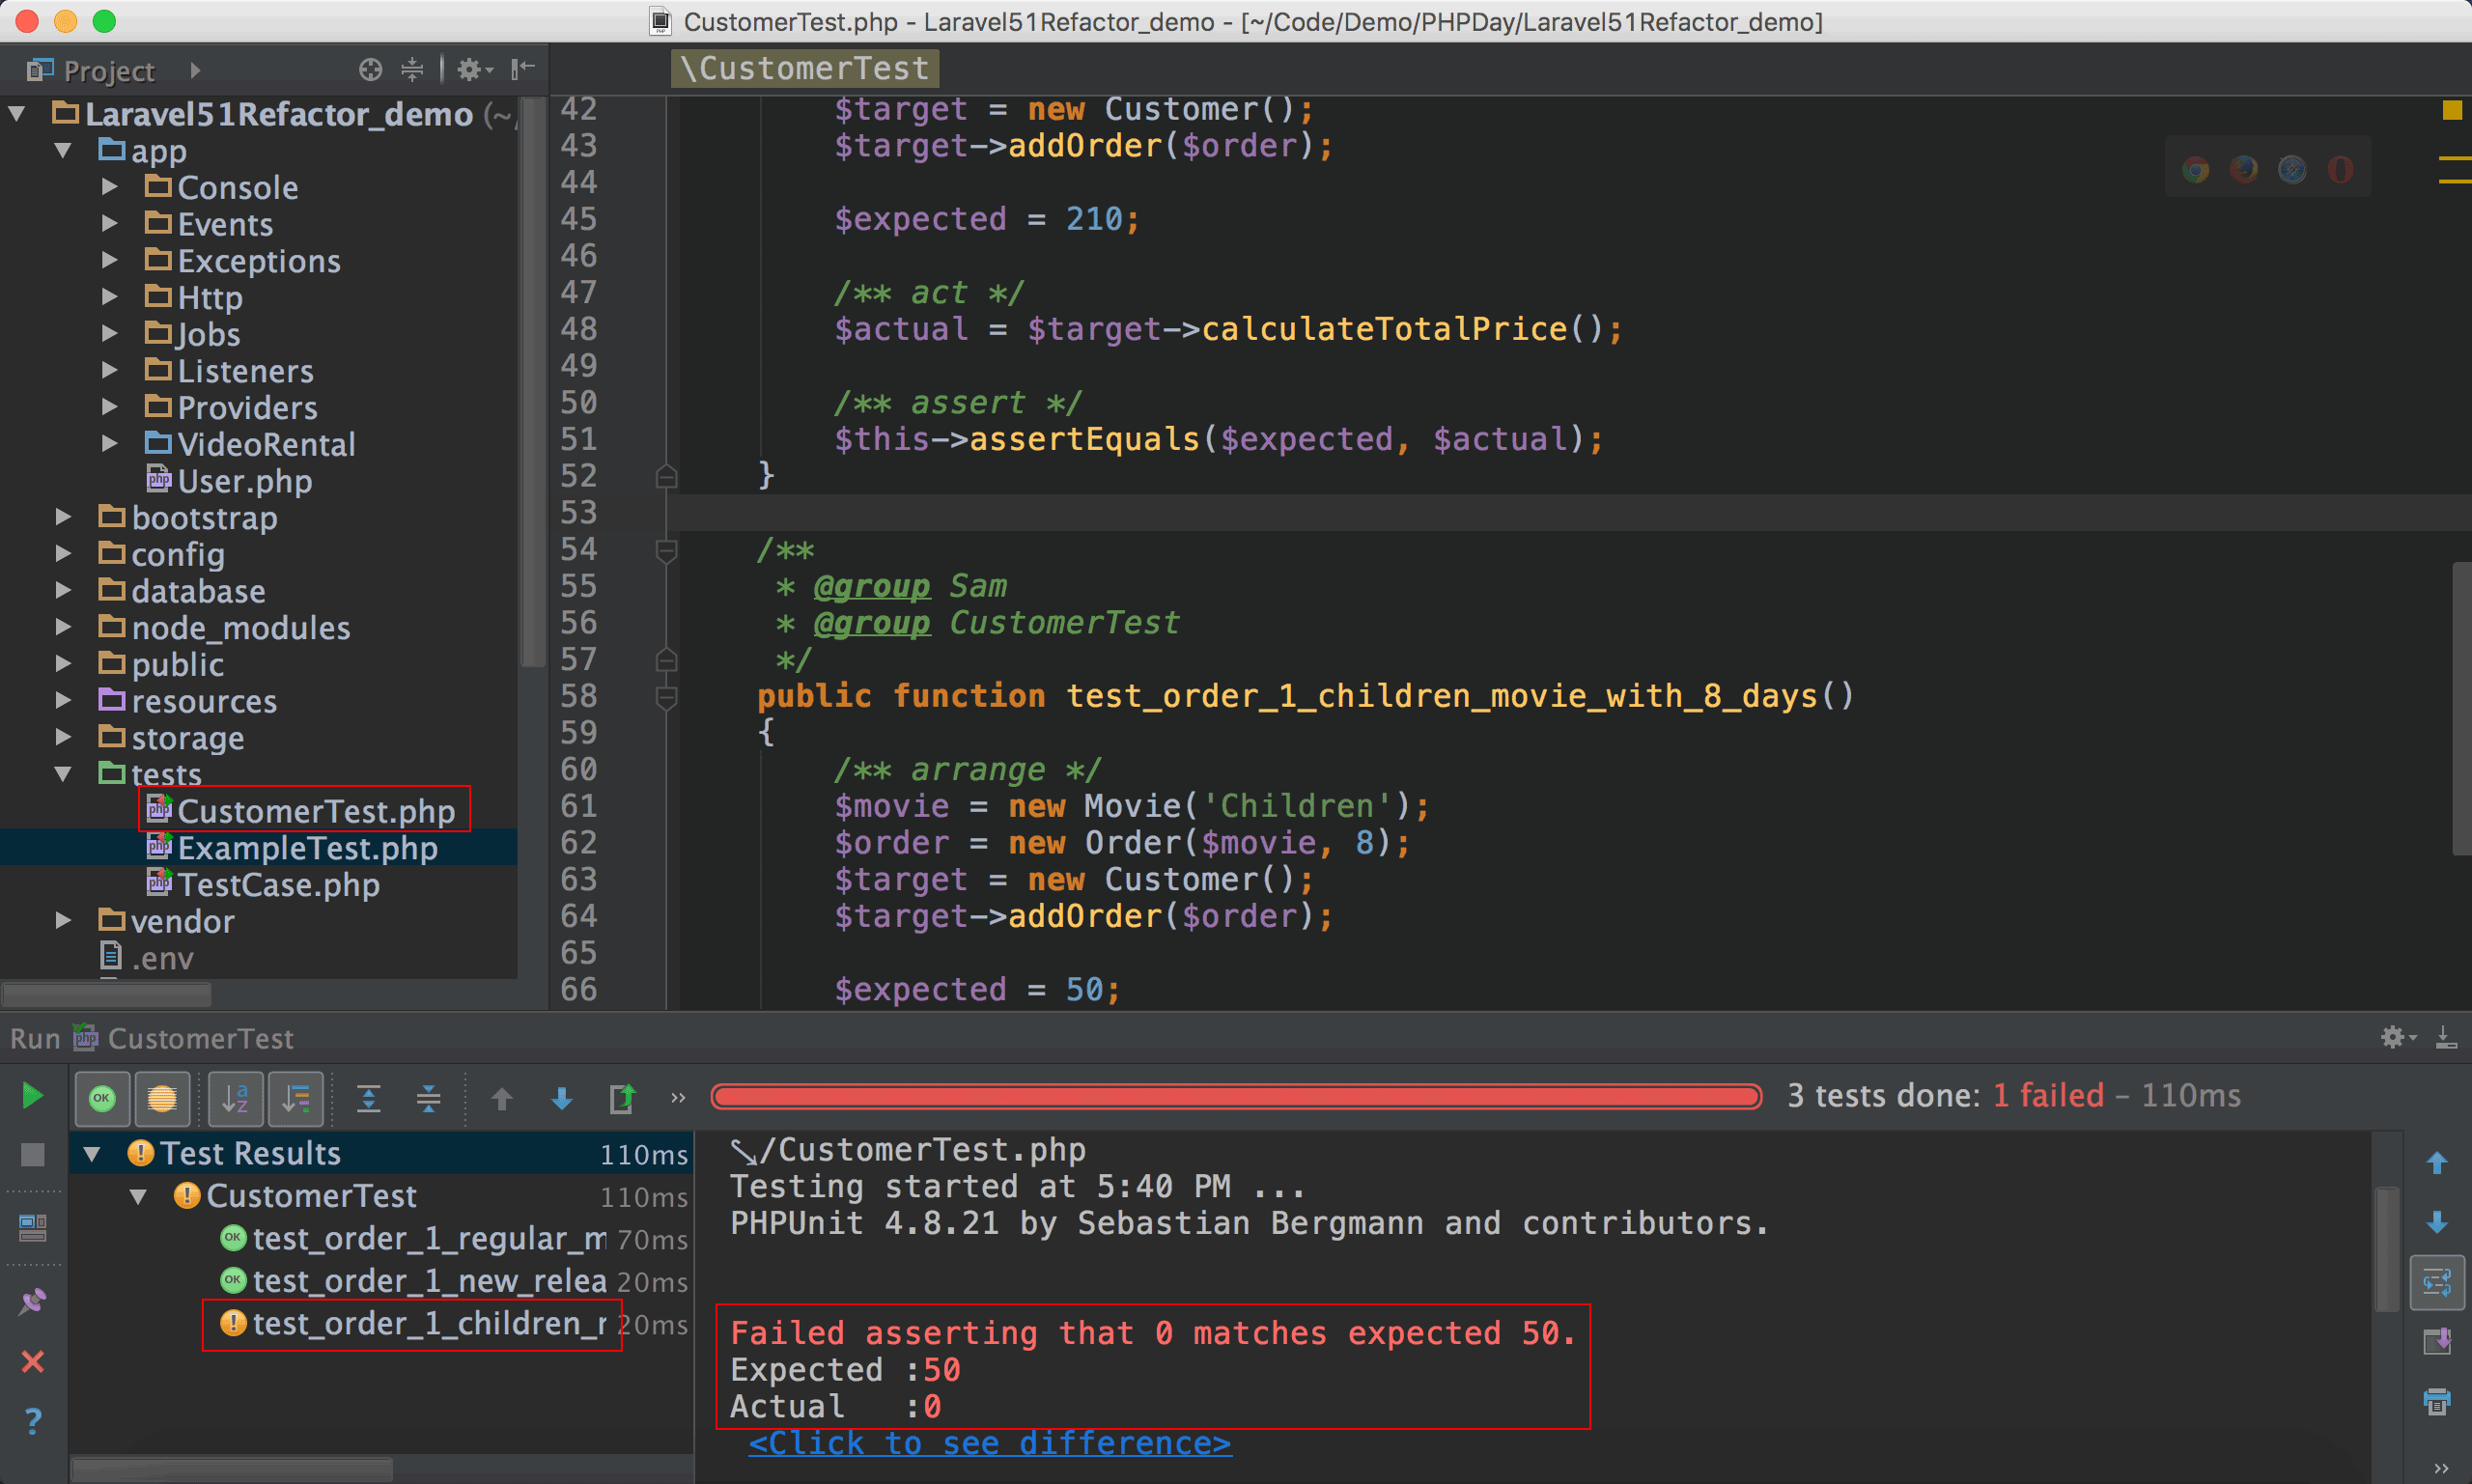 CustomerTest.php - Laravel51Refactor_demo - [~/Code/Demo/PHPDay/Laravel51Refactor_demo]
Project
\CustomerTest
Laravel51Refactor_demo (~/
app
Console
Events
Exceptions
Http
Jobs
Listeners
Providers
VideoRental
User.php
bootstrap
config
database
node_modules
public
resources
storage
tests
CustomerTest.php
ExampleTest.php
TestCase.php
vendor
.env
42 $target = new Customer();
43 $target->addOrder($order);
44
45 $expected = 210;
46
47 /** act */
48 $actual = $target->calculateTotalPrice();
49
50 /** assert */
51 $this->assertEquals($expected, $actual);
52 }
53
54 /**
55 * @group Sam
56 * @group CustomerTest
57 */
58 public function test_order_1_children_movie_with_8_days()
59 {
60 /** arrange */
61 $movie = new Movie('Children');
62 $order = new Order($movie, 8);
63 $target = new Customer();
64 $target->addOrder($order);
65
66 $expected = 50;
Run CustomerTest
3 tests done: 1 failed – 110ms
Test Results 110ms
CustomerTest 110ms
test_order_1_regular_m 70ms
test_order_1_new_relea 20ms
test_order_1_children_r 20ms
/CustomerTest.php
Testing started at 5:40 PM ...
PHPUnit 4.8.21 by Sebastian Bergmann and contributors.
Failed asserting that 0 matches expected 50.
Expected :50
Actual :0
<Click to see difference>